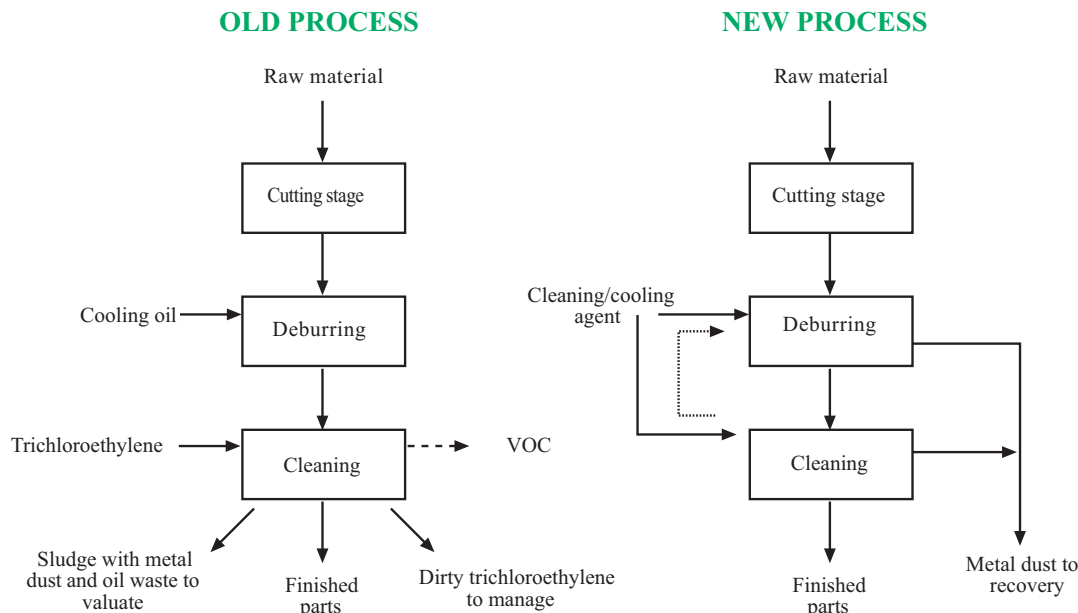 OLD PROCESS
Raw material
Cutting stage
Cooling oil
Deburring
Trichloroethylene
Cleaning
VOC
Sludge with metal
dust and oil waste to
valuate
Finished
parts
Dirty trichloroethylene
to manage
NEW PROCESS
Raw material
Cutting stage
Cleaning/cooling
agent
Deburring
Cleaning
Finished
parts
Metal dust to
recovery